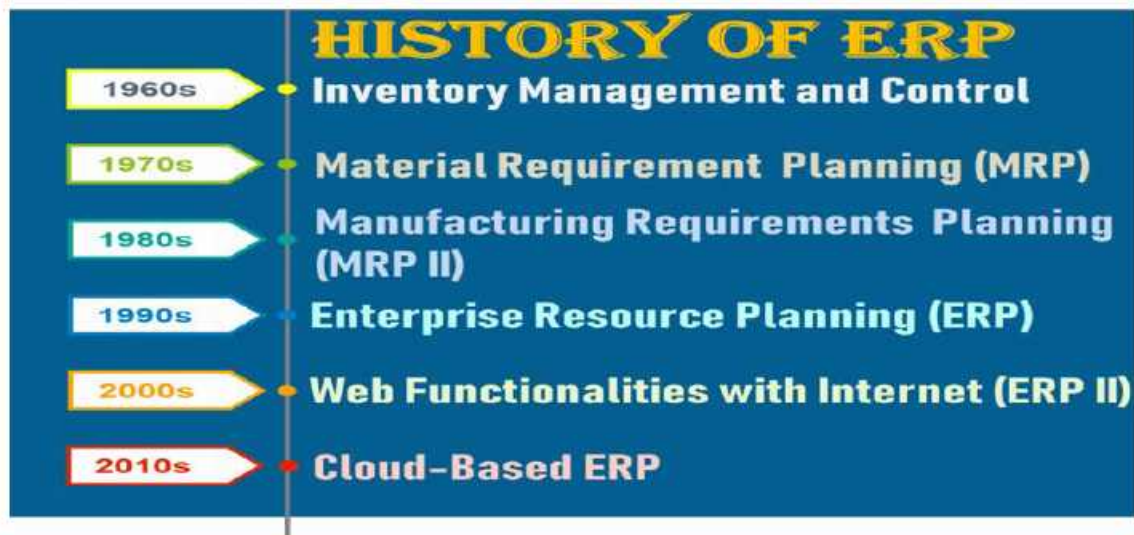 HISTORY OF ERP
1960s Inventory Management and Control
1970s Material Requirement Planning (MRP)
1980s Manufacturing Requirements Planning
(MRP II)
1990s Enterprise Resource Planning (ERP)
2000s Web Functionalities with Internet (ERP II)
2010s Cloud-Based ERP